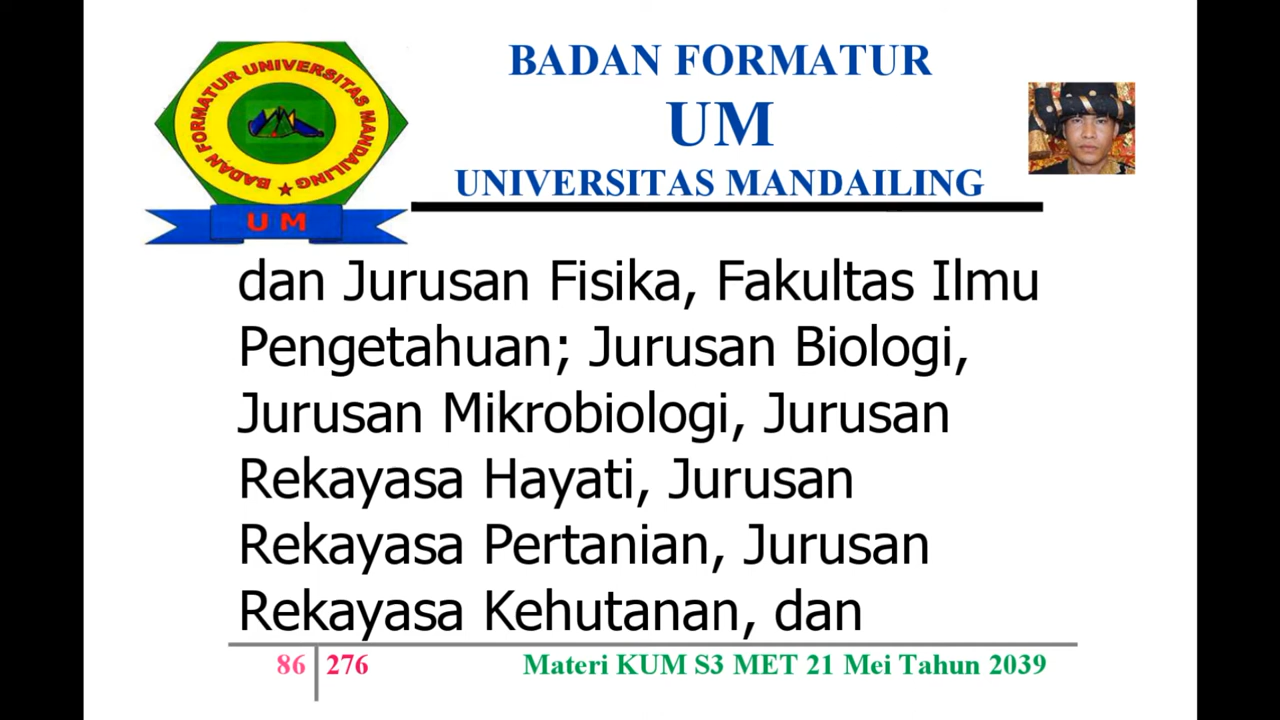 BADAN FORMATUR UNIVERSITAS MANDAILING
U M
BADAN FORMATUR
UM
UNIVERSITAS MANDAILING
dan Jurusan Fisika, Fakultas Ilmu
Pengetahuan; Jurusan Biologi,
Jurusan Mikrobiologi, Jurusan
Rekayasa Hayati, Jurusan
Rekayasa Pertanian, Jurusan
Rekayasa Kehutanan, dan
86 276 Materi KUM S3 MET 21 Mei Tahun 2039